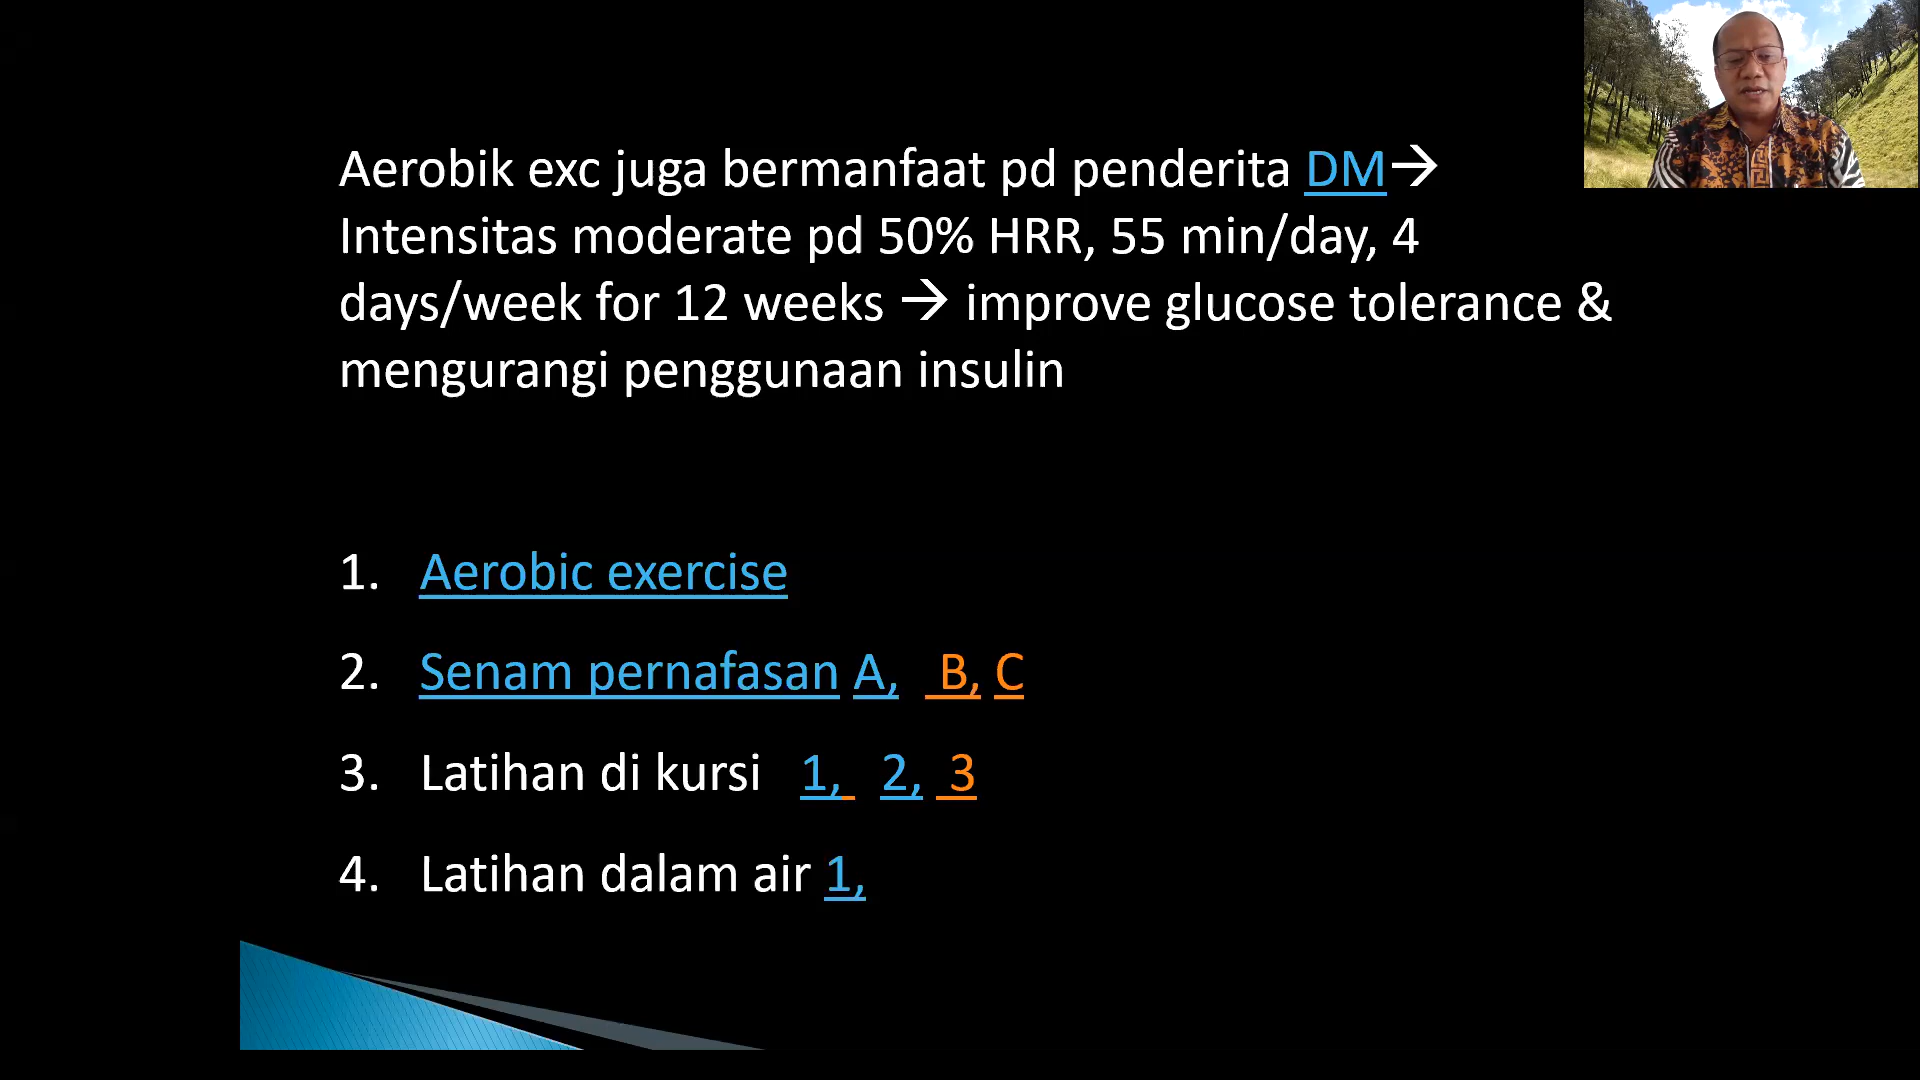 Aerobik exc juga bermanfaat pd penderita DM→
Intensitas moderate pd 50% HRR, 55 min/day, 4
days/week for 12 weeks → improve glucose tolerance &
mengurangi penggunaan insulin
1. Aerobic exercise
2. Senam pernafasan A, B, C
3. Latihan di kursi 1, 2, 3
4. Latihan dalam air 1,